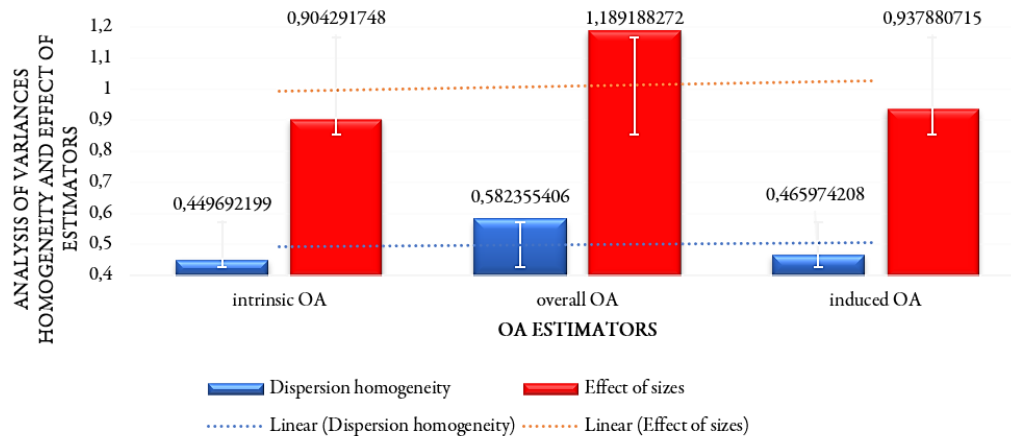 ANALYSIS OF VARIANCES
HOMOGENEITY AND EFFECT OF
ESTIMATORS
1,2
1,1
1
0,9
0,8
0,7
0,6
0,5
0,4
0,904291748
1,189188272
0,937880715
0,449692199
0,582355406
0,465974208
intrinsic OA
overall OA
induced OA
OA ESTIMATORS
Dispersion homogeneity
Effect of sizes
Linear (Dispersion homogeneity)
Linear (Effect of sizes)